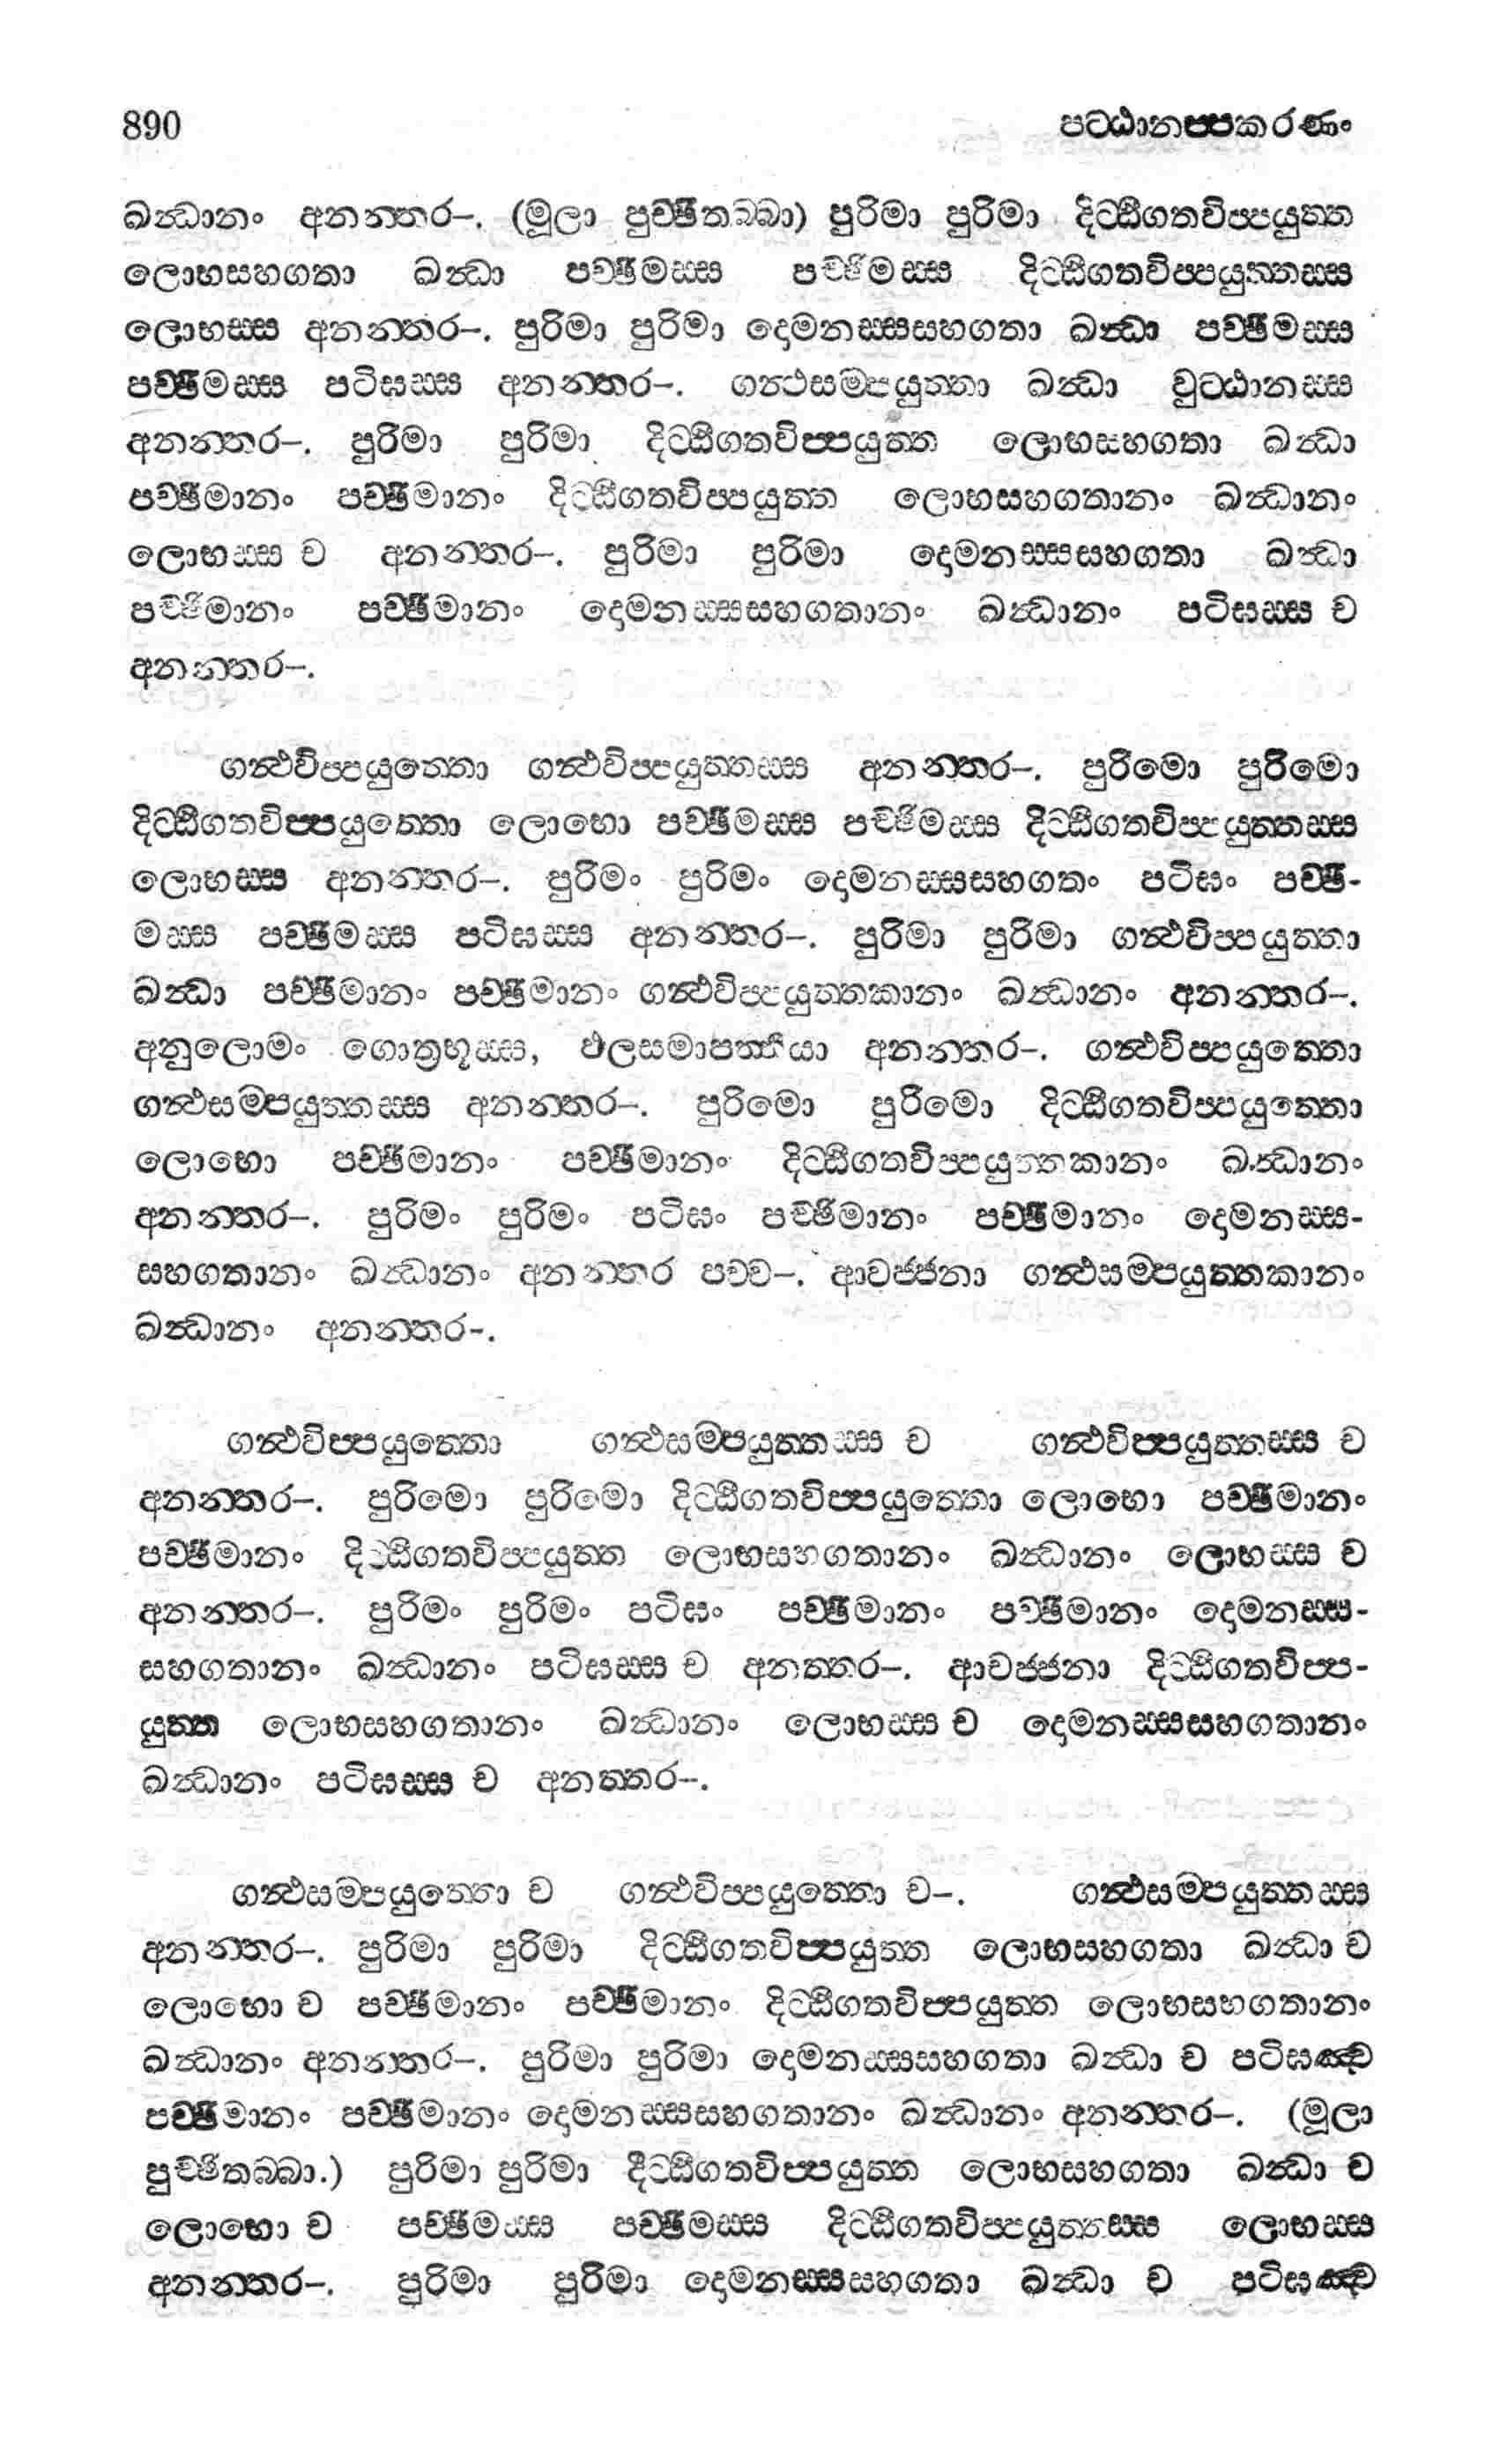 890 පට්ඨානප්පකරණං
ඛන්ධානං අනන්තර–. (මූලා පුච්ඡිතබ්බා) පුරිමා පුරිමා දිට්ඨිගතවිප්පයුත්ත
ලොභසහගතා ඛන්ධා පච්ඡිමස්ස පච්ඡිමස්ස දිට්ඨිගතවිප්පයුත්තස්ස
ලොභස්ස අනන්තර–. පුරිමා පුරිමා දොමනස්සසහගතා ඛන්ධා පච්ඡිමස්ස
පච්ඡිමස්ස පටිඝස්ස අනන්තර–. ගන්ථසම්පයුත්තා ඛන්ධා වුට්ඨානස්ස
අනන්තර–. පුරිමා පුරිමා දිට්ඨිගතවිප්පයුත්ත ලොභසහගතා ඛන්ධා
පච්ඡිමානං පච්ඡිමානං දිට්ඨිගතවිප්පයුත්ත ලොභසහගතානං ඛන්ධානං
ලොභස්ස ච අනන්තර–. පුරිමා පුරිමා දොමනස්සසහගතා ඛන්ධා
පච්ඡිමානං පච්ඡිමානං දොමනස්සසහගතානං ඛන්ධානං පටිඝස්ස ච
අනන්තර–.
ගන්ථවිප්පයුත්තො ගන්ථවිප්පයුත්තස්ස අනන්තර–. පුරිමො පුරිමො
දිට්ඨිගතවිප්පයුත්තො ලොභො පච්ඡිමස්ස පච්ඡිමස්ස දිට්ඨිගතවිප්පයුත්තස්ස
ලොභස්ස අනන්තර–. පුරිමං පුරිමං දොමනස්සසහගතං පටිඝං පච්ඡි-
මස්ස පච්ඡිමස්ස පටිඝස්ස අනන්තර–. පුරිමා පුරිමා ගන්ථවිප්පයුත්තා
ඛන්ධා පච්ඡිමානං පච්ඡිමානං ගන්ථවිප්පයුත්තකානං ඛන්ධානං අනන්තර–.
අනුලොමං ගොත්‍රභූස්ස, ඵලසමාපත්තියා අනන්තර–. ගන්ථවිප්පයුත්තො
ගන්ථසම්පයුත්තස්ස අනන්තර–. පුරිමො පුරිමො දිට්ඨිගතවිප්පයුත්තො
ලොභො පච්ඡිමානං පච්ඡිමානං දිට්ඨිගතවිප්පයුත්තකානං ඛන්ධානං
අනන්තර–. පුරිමං පුරිමං පටිඝං පච්ඡිමානං පච්ඡිමානං දොමනස්ස-
සහගතානං ඛන්ධානං අනන්තර පච්ච–. ආවජ්ජනා ගන්ථසම්පයුත්තකානං
ඛන්ධානං අනන්තර-.
ගන්ථවිප්පයුත්තො ගන්ථසම්පයුත්තස්ස ච ගන්ථවිප්පයුත්තස්ස ච
අනන්තර–. පුරිමො පුරිමො දිට්ඨිගතවිප්පයුත්තො ලොභො පච්ඡිමානං
පච්ඡිමානං දිට්ඨිගතවිප්පයුත්ත ලොභසහගතානං ඛන්ධානං ලොභස්ස ච
අනන්තර–. පුරිමං පුරිමං පටිඝං පච්ඡිමානං පච්ඡිමානං දොමනස්ස-
සහගතානං ඛන්ධානං පටිඝස්ස ච අනත්තර–. ආවජ්ජනා දිට්ඨිගතවිප්ප-
යුත්ත ලොභසහගතානං ඛන්ධානං ලොභස්ස ච දොමනස්සසහගතානං
ඛන්ධානං පටිඝස්ස ච අනත්තර–.
ගන්ථසම්පයුත්තො ච ගන්ථවිප්පයුත්තො ච–. ගන්ථසම්පයුත්තස්ස
අනන්තර–. පුරිමා පුරිමා දිට්ඨිගතවිප්පයුත්ත ලොභසහගතා ඛන්ධා ච
ලොභො ච පච්ඡිමානං පච්ඡිමානං දිට්ඨිගතවිප්පයුත්ත ලොභසහගතානං
ඛන්ධානං අනන්තර–. පුරිමා පුරිමා දොමනස්සසහගතා ඛන්ධා ච පටිඝඤ්ච
පච්ඡිමානං පච්ඡිමානං දොමනස්සසහගතානං ඛන්ධානං අනන්තර–. (මූලා
පුච්ඡිතබ්බා.) පුරිමා පුරිමා දිට්ඨිගතවිප්පයුත්ත ලොභසහගතා ඛන්ධා ච
ලොභො ච පච්ඡිමස්ස පච්ඡිමස්ස දිට්ඨිගතවිප්පයුත්තස්ස ලොභස්ස
අනන්තර–. පුරිමා පුරිමා දොමනස්සසහගතා ඛන්ධා ච පටිඝඤ්ච